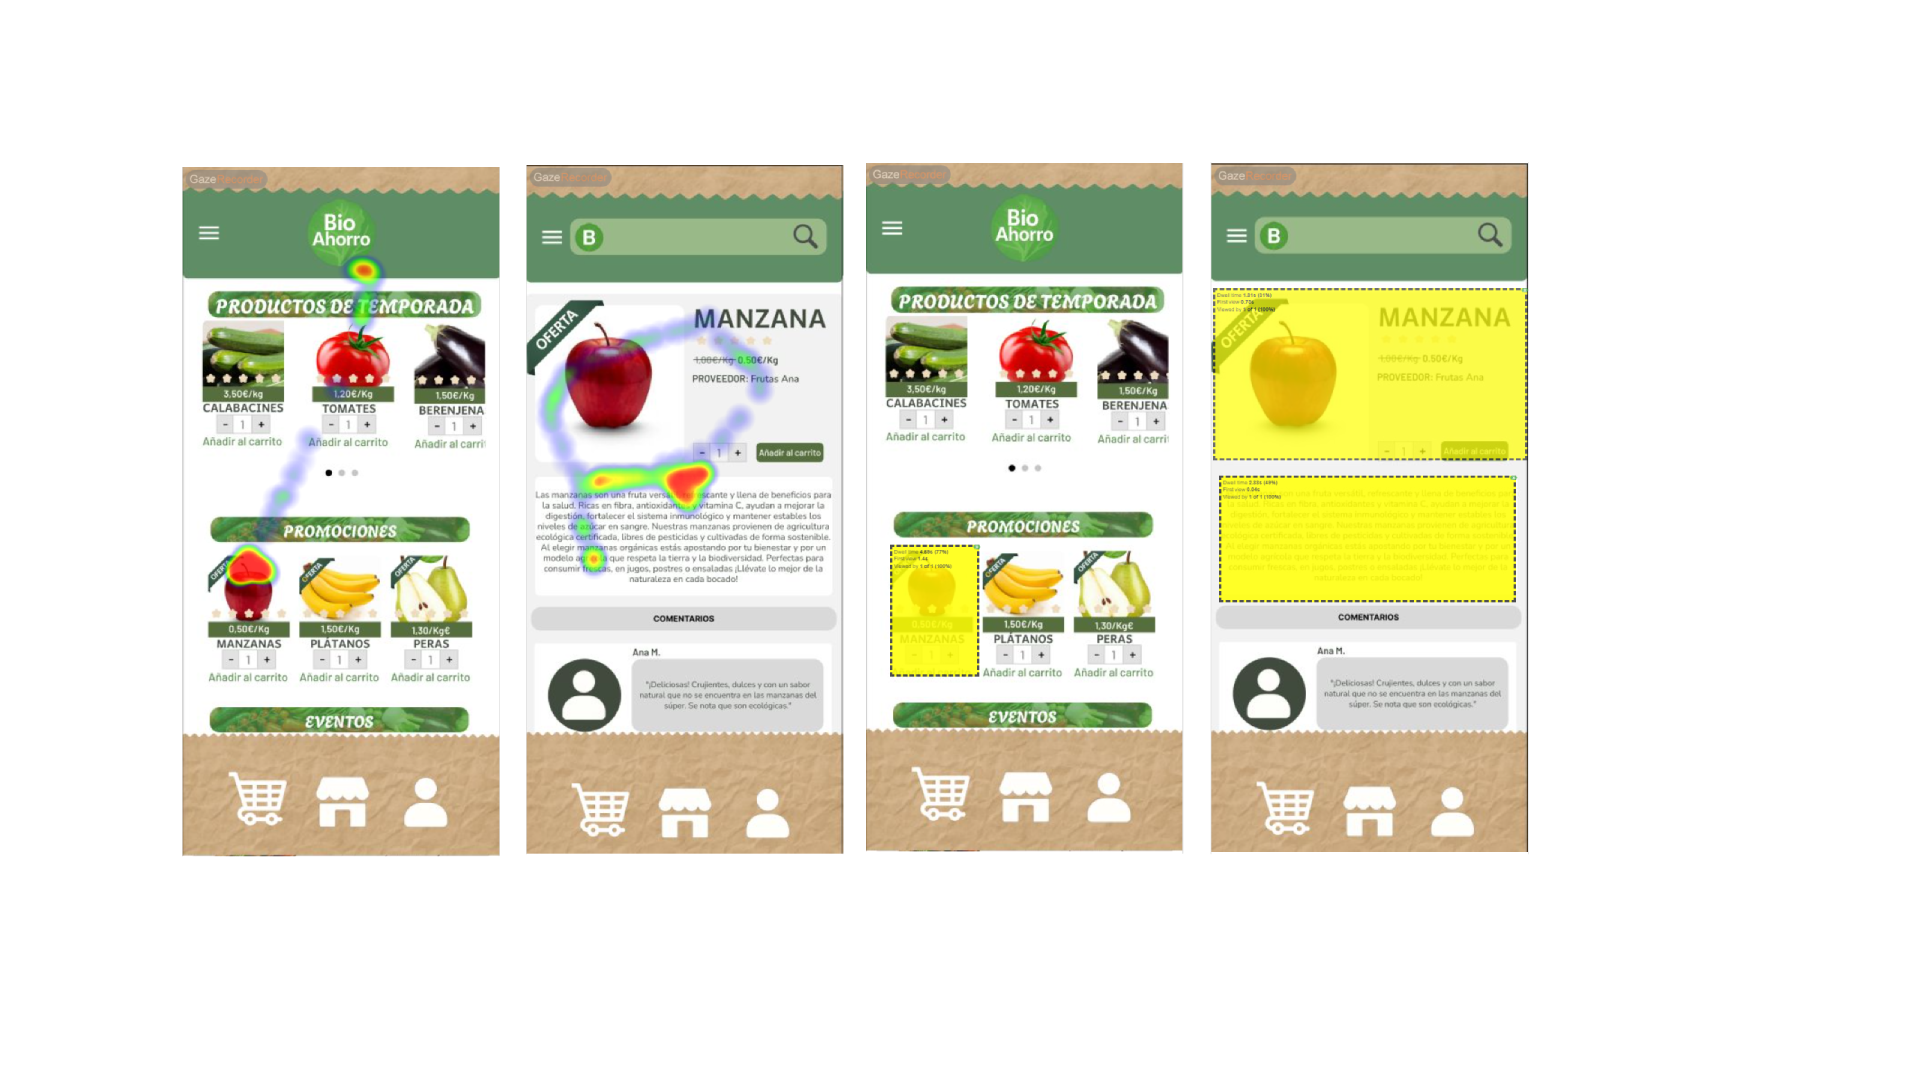 GazeRecorder
Bio
Ahorro
PRODUCTOS DE TEMPORADA
3,50€/kg
1,20€/Kg
1,50€/Kg
CALABACINES
TOMATES
BERENJENA
- 1 +
- 1 +
- 1 +
Añadir al carrito
Añadir al carrito
Añadir al carri
PROMOCIONES
OFERTA
OFERTA
OFERTA
0,50€/Kg
1,50€/Kg
1,30/Kg€
MANZANAS
PLÁTANOS
PERAS
- 1 +
- 1 +
- 1 +
Añadir al carrito
Añadir al carrito
Añadir al carrito
EVENTOS
GazeRecorder
B
OFERTA
MANZANA
1,00€/Kg 0,50€/Kg
PROVEEDOR: Frutas Ana
- 1 +
Añadir al carrito
Las manzanas son una fruta versátil, refrescante y llena de beneficios para
la salud. Ricas en fibra, antioxidantes y vitamina C, ayudan a mejorar la
digestión, fortalecer el sistema inmunológico y mantener estables los
niveles de azúcar en sangre. Nuestras manzanas provienen de agricultura
ecológica certificada, libres de pesticidas y cultivadas de forma sostenible.
Al elegir manzanas orgánicas estás apostando por tu bienestar y por un
modelo agrícola que respeta la tierra y la biodiversidad. Perfectas para
consumir frescas, en jugos, postres o ensaladas ¡Llévate lo mejor de la
naturaleza en cada bocado!
COMENTARIOS
Ana M.
"¡Deliciosas! Crujientes, dulces y con un sabor
natural que no se encuentra en las manzanas del
súper. Se nota que son ecológicas."
GazeRecorder
Bio
Ahorro
PRODUCTOS DE TEMPORADA
3,50€/kg
1,20€/Kg
1,50€/Kg
CALABACINES
TOMATES
BERENJENA
- 1 +
- 1 +
- 1 +
Añadir al carrito
Añadir al carrito
Añadir al carri
PROMOCIONES
OFERTA
OFERTA
0,50€/Kg
1,50€/Kg
1,30/Kg€
MANZANAS
PLÁTANOS
PERAS
- 1 +
- 1 +
- 1 +
Añadir al carrito
Añadir al carrito
EVENTOS
GazeRecorder
B
OFERTA
MANZANA
1,00€/Kg 0.50€/Kg
PROVEEDOR: Frutas Ana
- 1 +
Añadir al carrito
COMENTARIOS
Ana M.
"¡Deliciosas! Crujientes, dulces y con un sabor
natural que no se encuentra en las manzanas del
súper. Se nota que son ecológicas."